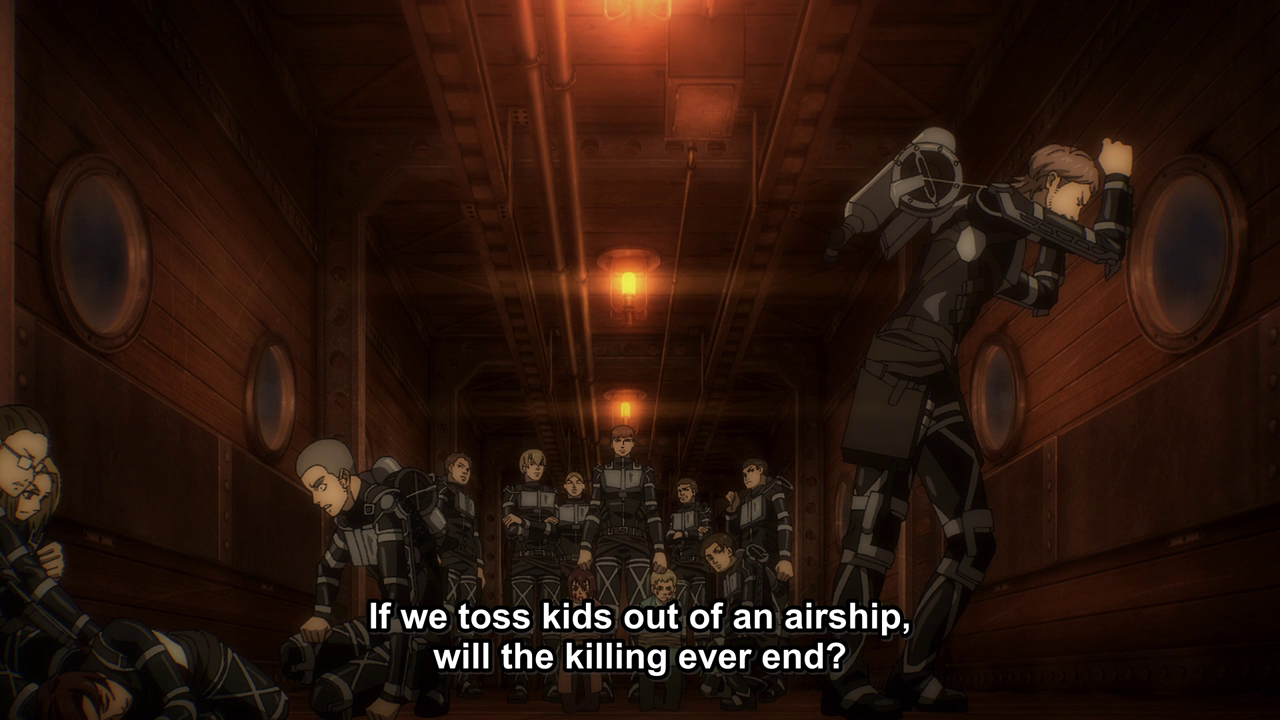 If we toss kids out of an airship,
will the killing ever end?